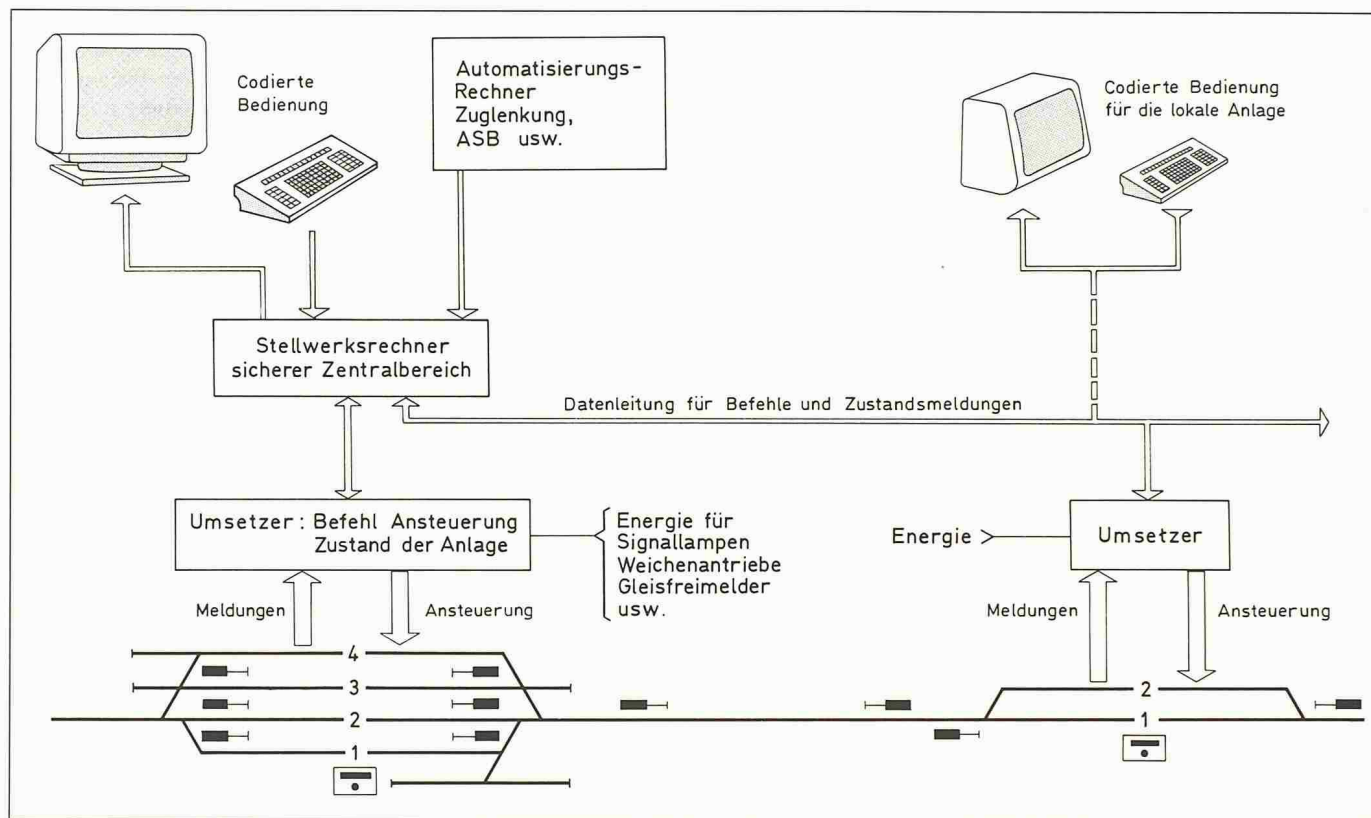 Codierte
Bedienung
Automatisierungs-
Rechner
Zuglenkung,
ASB usw.
Codierte Bedienung
für die lokale Anlage
Stellwerksrechner
sicherer Zentralbereich
Datenleitung für Befehle und Zustandsmeldungen
Umsetzer: Befehl Ansteuerung
Zustand der Anlage
Energie für
Signallampen
Weichenantriebe
Gleisfreimelder
usw.
Energie
Umsetzer
Meldungen
Ansteuerung
Meldungen
Ansteuerung
4
3
2
1
2
1